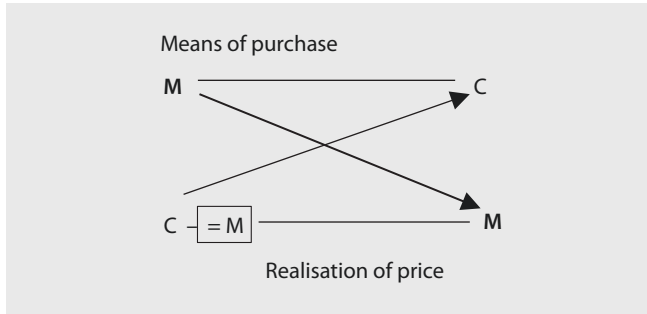 Means of purchase
M C
C – = M M
Realisation of price